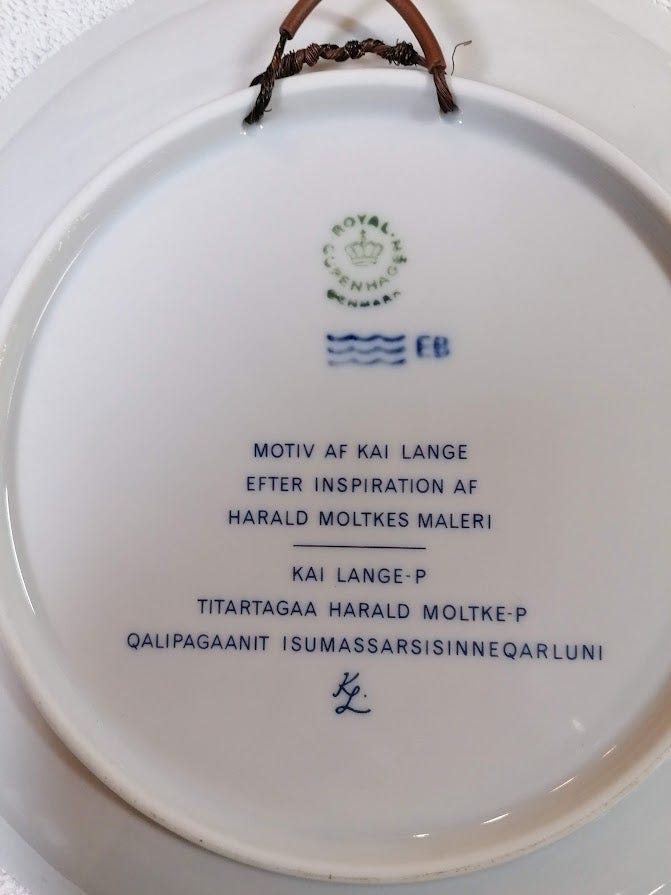 ROYAL
COPENHAGEN
DENMARK
EB
MOTIV AF KAI LANGE
EFTER INSPIRATION AF
HARALD MOLTKES MALERI
KAI LANGE-P
TITARTAGAA HARALD MOLTKE-P
QALIPAGAANIT ISUMASSARSISINNEQARLUNI
KL.